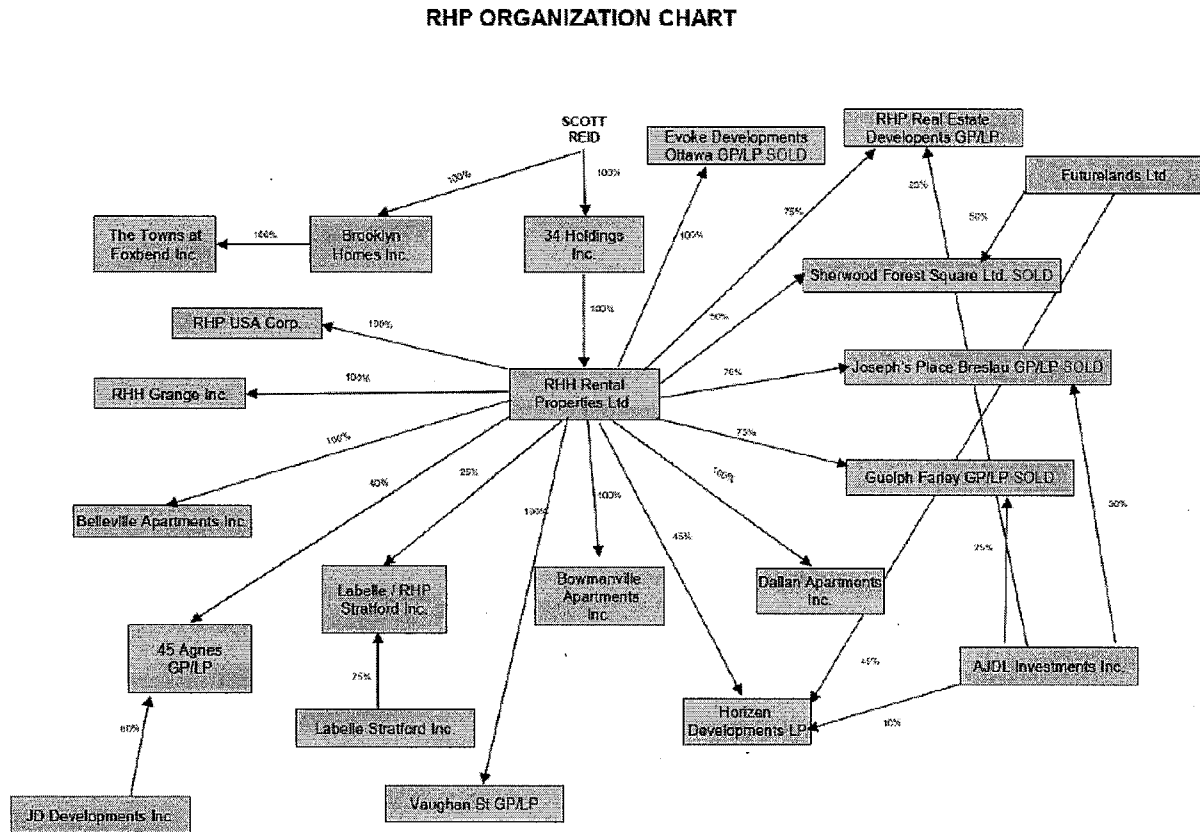 RHP ORGANIZATION CHART
SCOTT
REID
Evoke Developments
Ottawa GP/LP SOLD
RHP Real Estate
Developents GP/LP
Futurelands Ltd
100%
100%
25%
75%
50%
100%
The Towns at
Foxbend Inc.
100%
Brooklyn
Homes Inc.
34 Holdings
Inc.
Sherwood Forest Square Ltd. SOLD
RHP USA Corp.
100%
100%
50%
RHH Grange Inc.
100%
RHH Rental
Properties Ltd
Joseph's Place Breslau GP/LP SOLD
75%
100%
25%
100%
100%
Guelph Farley GP/LP SOLD
40%
100%
45%
Belleville Apartments Inc.
Labelle / RHP
Stratford Inc.
Bowmanville
Apartments
Inc.
Dallan Apartments
Inc.
25%
45 Agnes
GP/LP
25%
45%
AJDL Investments Inc.
60%
Labelle Stratford Inc.
Horizen
Developments LP
10%
JD Developments Inc.
Vaughan St GP/LP